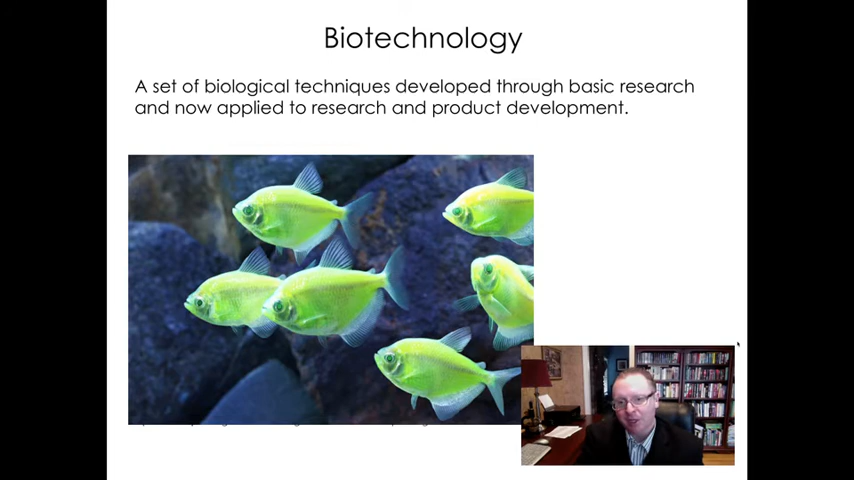 Biotechnology
A set of biological techniques developed through basic research
and now applied to research and product development.